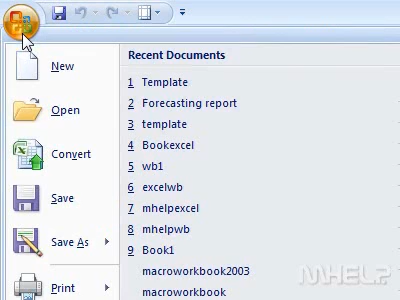 Recent Documents
New
1 Template
2 Forecasting report
Open
3 template
4 Bookexcel
Convert
5 wb1
6 excelwb
Save
7 mhelpexcel
8 mhelpwb
Save As
9 Book1
macroworkbook2003
Print
macroworkbook
MHELP